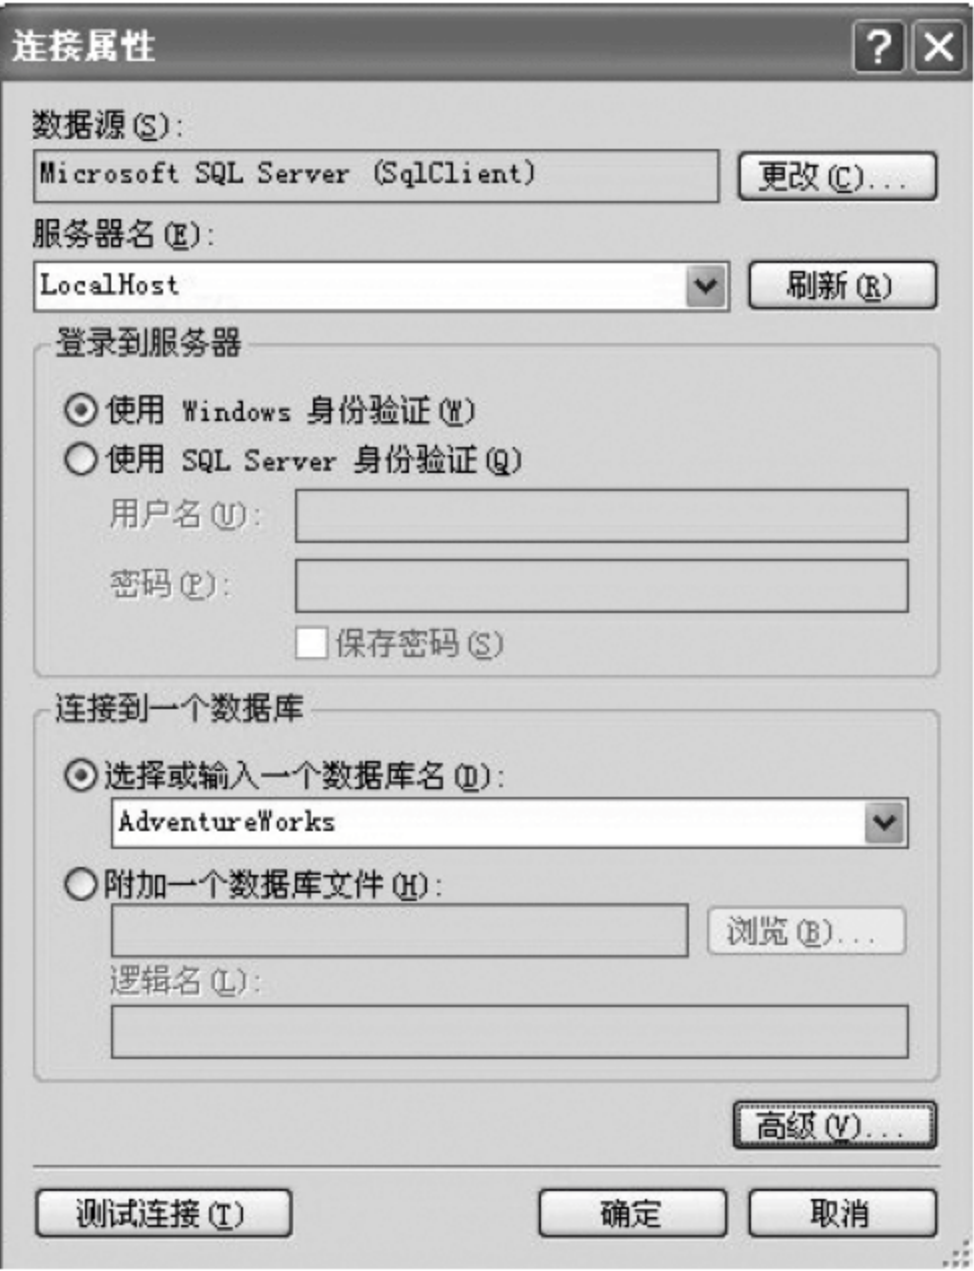 连接属性
数据源(S):
Microsoft SQL Server (SqlClient)
更改(C)...
服务器名(E):
LocalHost
刷新(R)
登录到服务器
使用 Windows 身份验证(W)
使用 SQL Server 身份验证(Q)
用户名(U):
密码(P):
保存密码(S)
连接到一个数据库
选择或输入一个数据库名(D):
AdventureWorks
附加一个数据库文件(H):
浏览(B)...
逻辑名(L):
高级(V)...
测试连接(T)
确定
取消